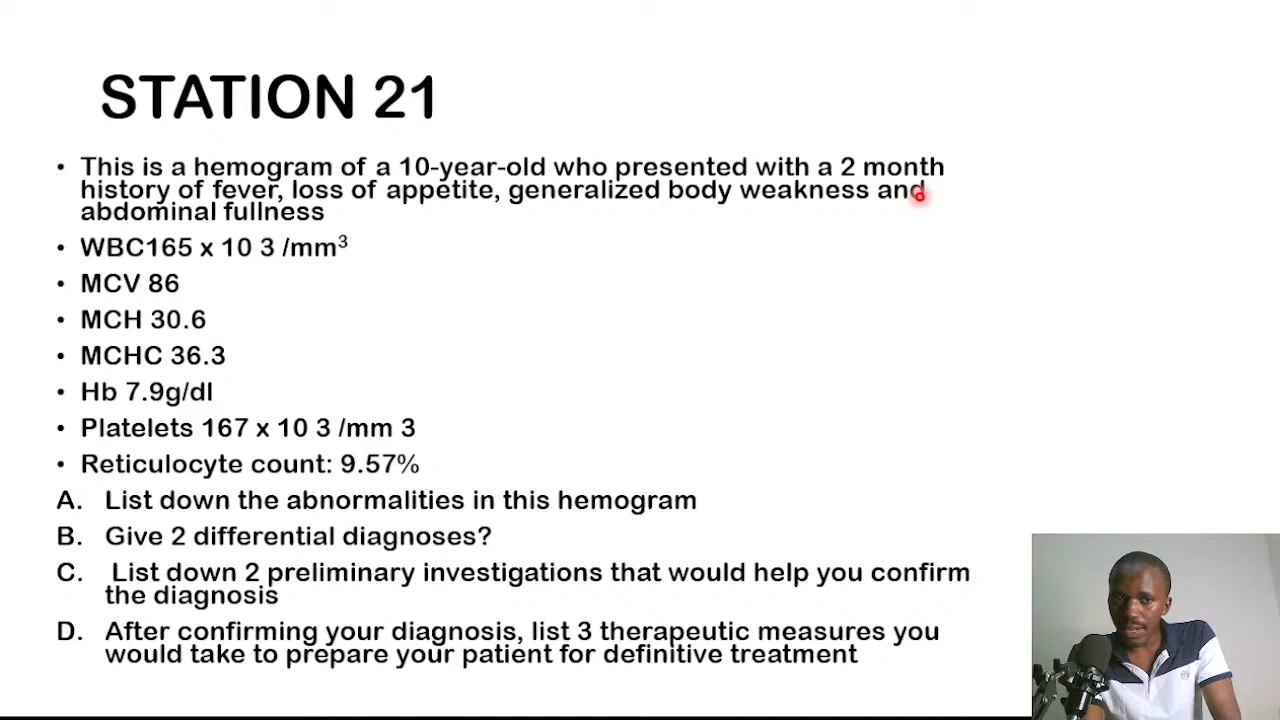 STATION 21
• This is a hemogram of a 10-year-old who presented with a 2 month
history of fever, loss of appetite, generalized body weakness and
abdominal fullness
• WBC165 x 10 3 /mm³
• MCV 86
• MCH 30.6
• MCHC 36.3
• Hb 7.9g/dl
• Platelets 167 x 10 3 /mm 3
• Reticulocyte count: 9.57%
A. List down the abnormalities in this hemogram
B. Give 2 differential diagnoses?
C. List down 2 preliminary investigations that would help you confirm
the diagnosis
D. After confirming your diagnosis, list 3 therapeutic measures you
would take to prepare your patient for definitive treatment